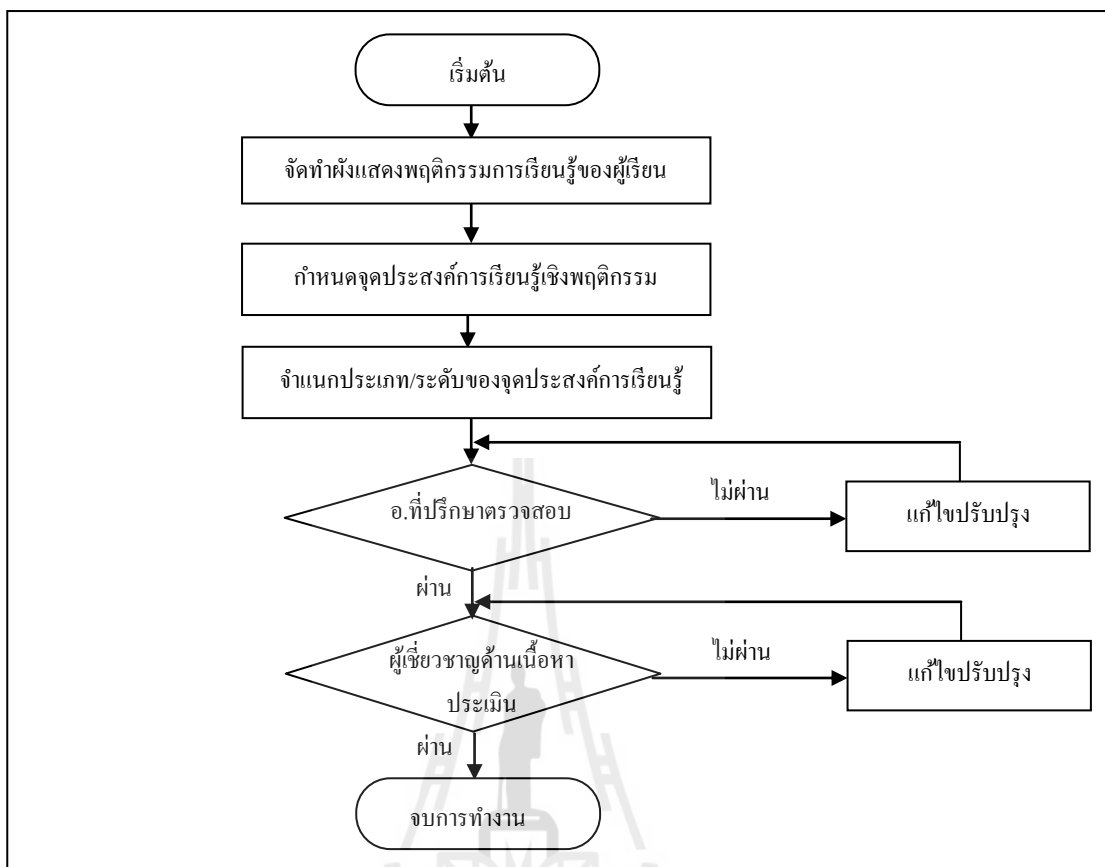 เริ่มต้น
จัดทำผังแสดงพฤติกรรมการเรียนรู้ของผู้เรียน
กำหนดจุดประสงค์การเรียนรู้เชิงพฤติกรรม
จำแนกประเภท/ระดับของจุดประสงค์การเรียนรู้
อ.ที่ปรึกษาตรวจสอบ
ไม่ผ่าน
แก้ไขปรับปรุง
ผ่าน
ผู้เชี่ยวชาญด้านเนื้อหา
ประเมิน
ไม่ผ่าน
แก้ไขปรับปรุง
ผ่าน
จบการทำงาน